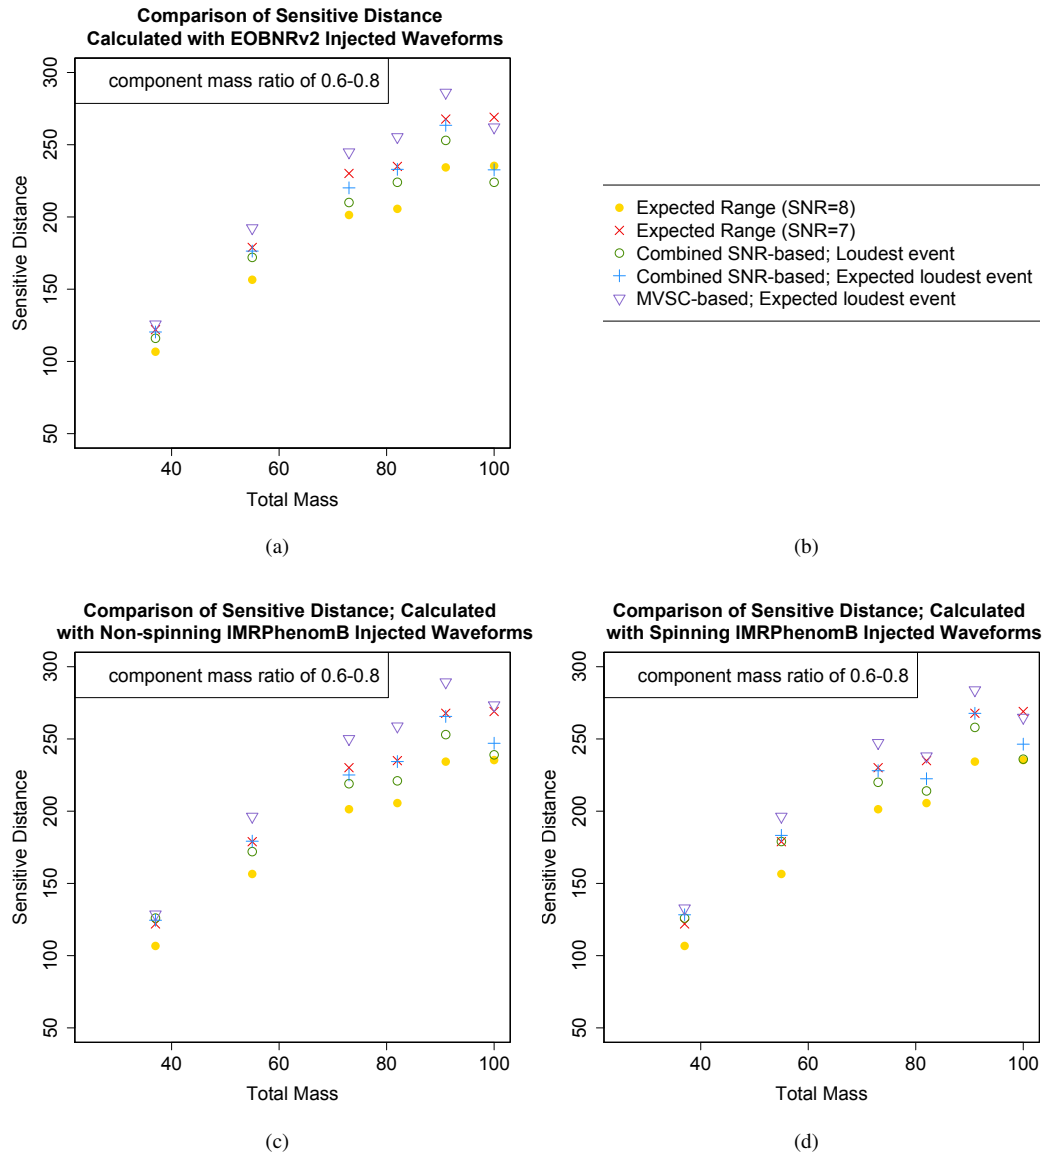 Comparison of Sensitive Distance
Calculated with EOBNRv2 Injected Waveforms
component mass ratio of 0.6-0.8
300
250
200
150
100
50
Sensitive Distance
40 60 80 100
Total Mass
(a)
Expected Range (SNR=8)
Expected Range (SNR=7)
Combined SNR-based; Loudest event
Combined SNR-based; Expected loudest event
MVSC-based; Expected loudest event
(b)
Comparison of Sensitive Distance; Calculated
with Non-spinning IMRPhenomB Injected Waveforms
component mass ratio of 0.6-0.8
300
250
200
150
100
50
Sensitive Distance
40 60 80 100
Total Mass
(c)
Comparison of Sensitive Distance; Calculated
with Spinning IMRPhenomB Injected Waveforms
component mass ratio of 0.6-0.8
300
250
200
150
100
50
Sensitive Distance
40 60 80 100
Total Mass
(d)